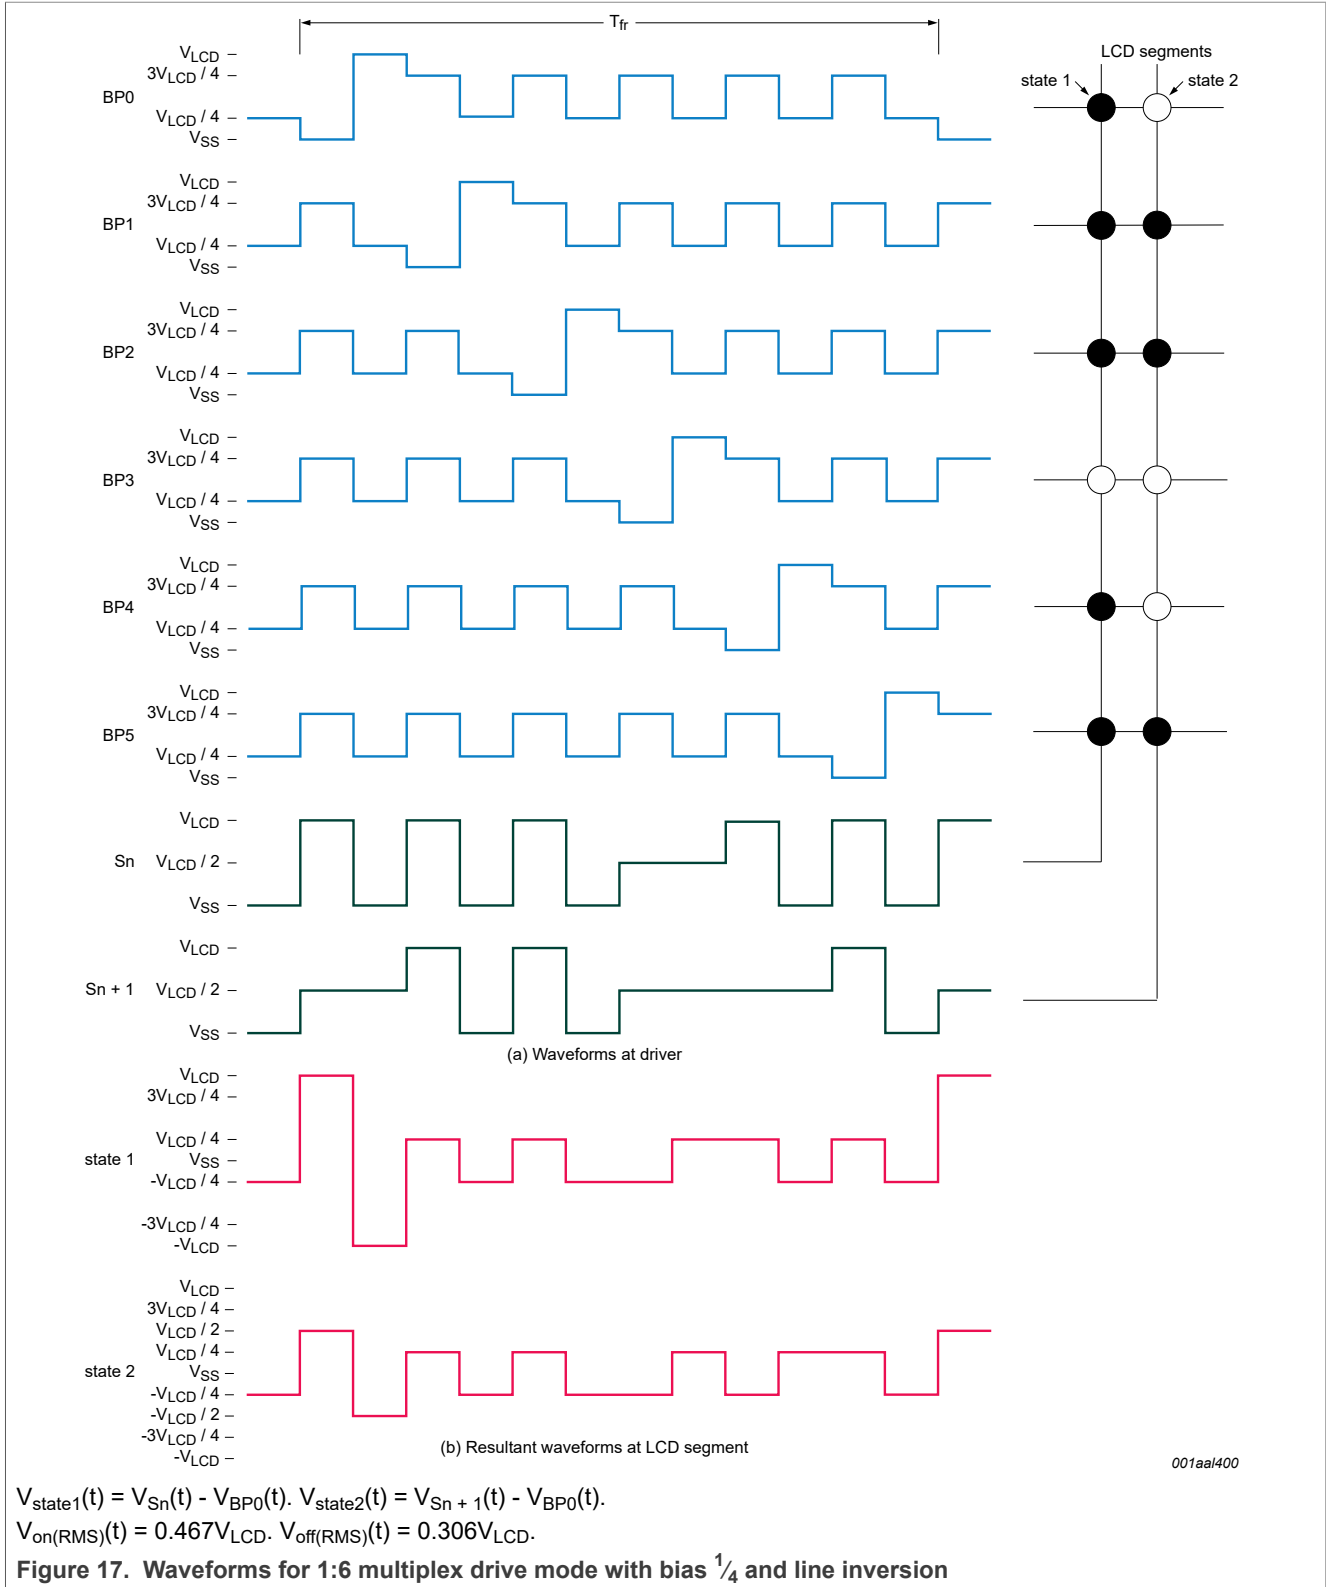 Tfr
LCD segments
state 1
state 2
BP0
VLCD
3VLCD / 4
VLCD / 4
VSS
BP1
VLCD
3VLCD / 4
VLCD / 4
VSS
BP2
VLCD
3VLCD / 4
VLCD / 4
VSS
BP3
VLCD
3VLCD / 4
VLCD / 4
VSS
BP4
VLCD
3VLCD / 4
VLCD / 4
VSS
BP5
VLCD
3VLCD / 4
VLCD / 4
VSS
Sn
VLCD
VLCD / 2
VSS
Sn + 1
VLCD
VLCD / 2
VSS
(a) Waveforms at driver
state 1
VLCD
3VLCD / 4
VLCD / 4
VSS
-VLCD / 4
-3VLCD / 4
-VLCD
state 2
VLCD
3VLCD / 4
VLCD / 2
VLCD / 4
VSS
-VLCD / 4
-VLCD / 2
-3VLCD / 4
-VLCD
(b) Resultant waveforms at LCD segment
001aal400
Vstate1(t) = VSn(t) - VBP0(t). Vstate2(t) = VSn + 1(t) - VBP0(t).
Von(RMS)(t) = 0.467VLCD. Voff(RMS)(t) = 0.306VLCD.
Figure 17. Waveforms for 1:6 multiplex drive mode with bias 1/4 and line inversion